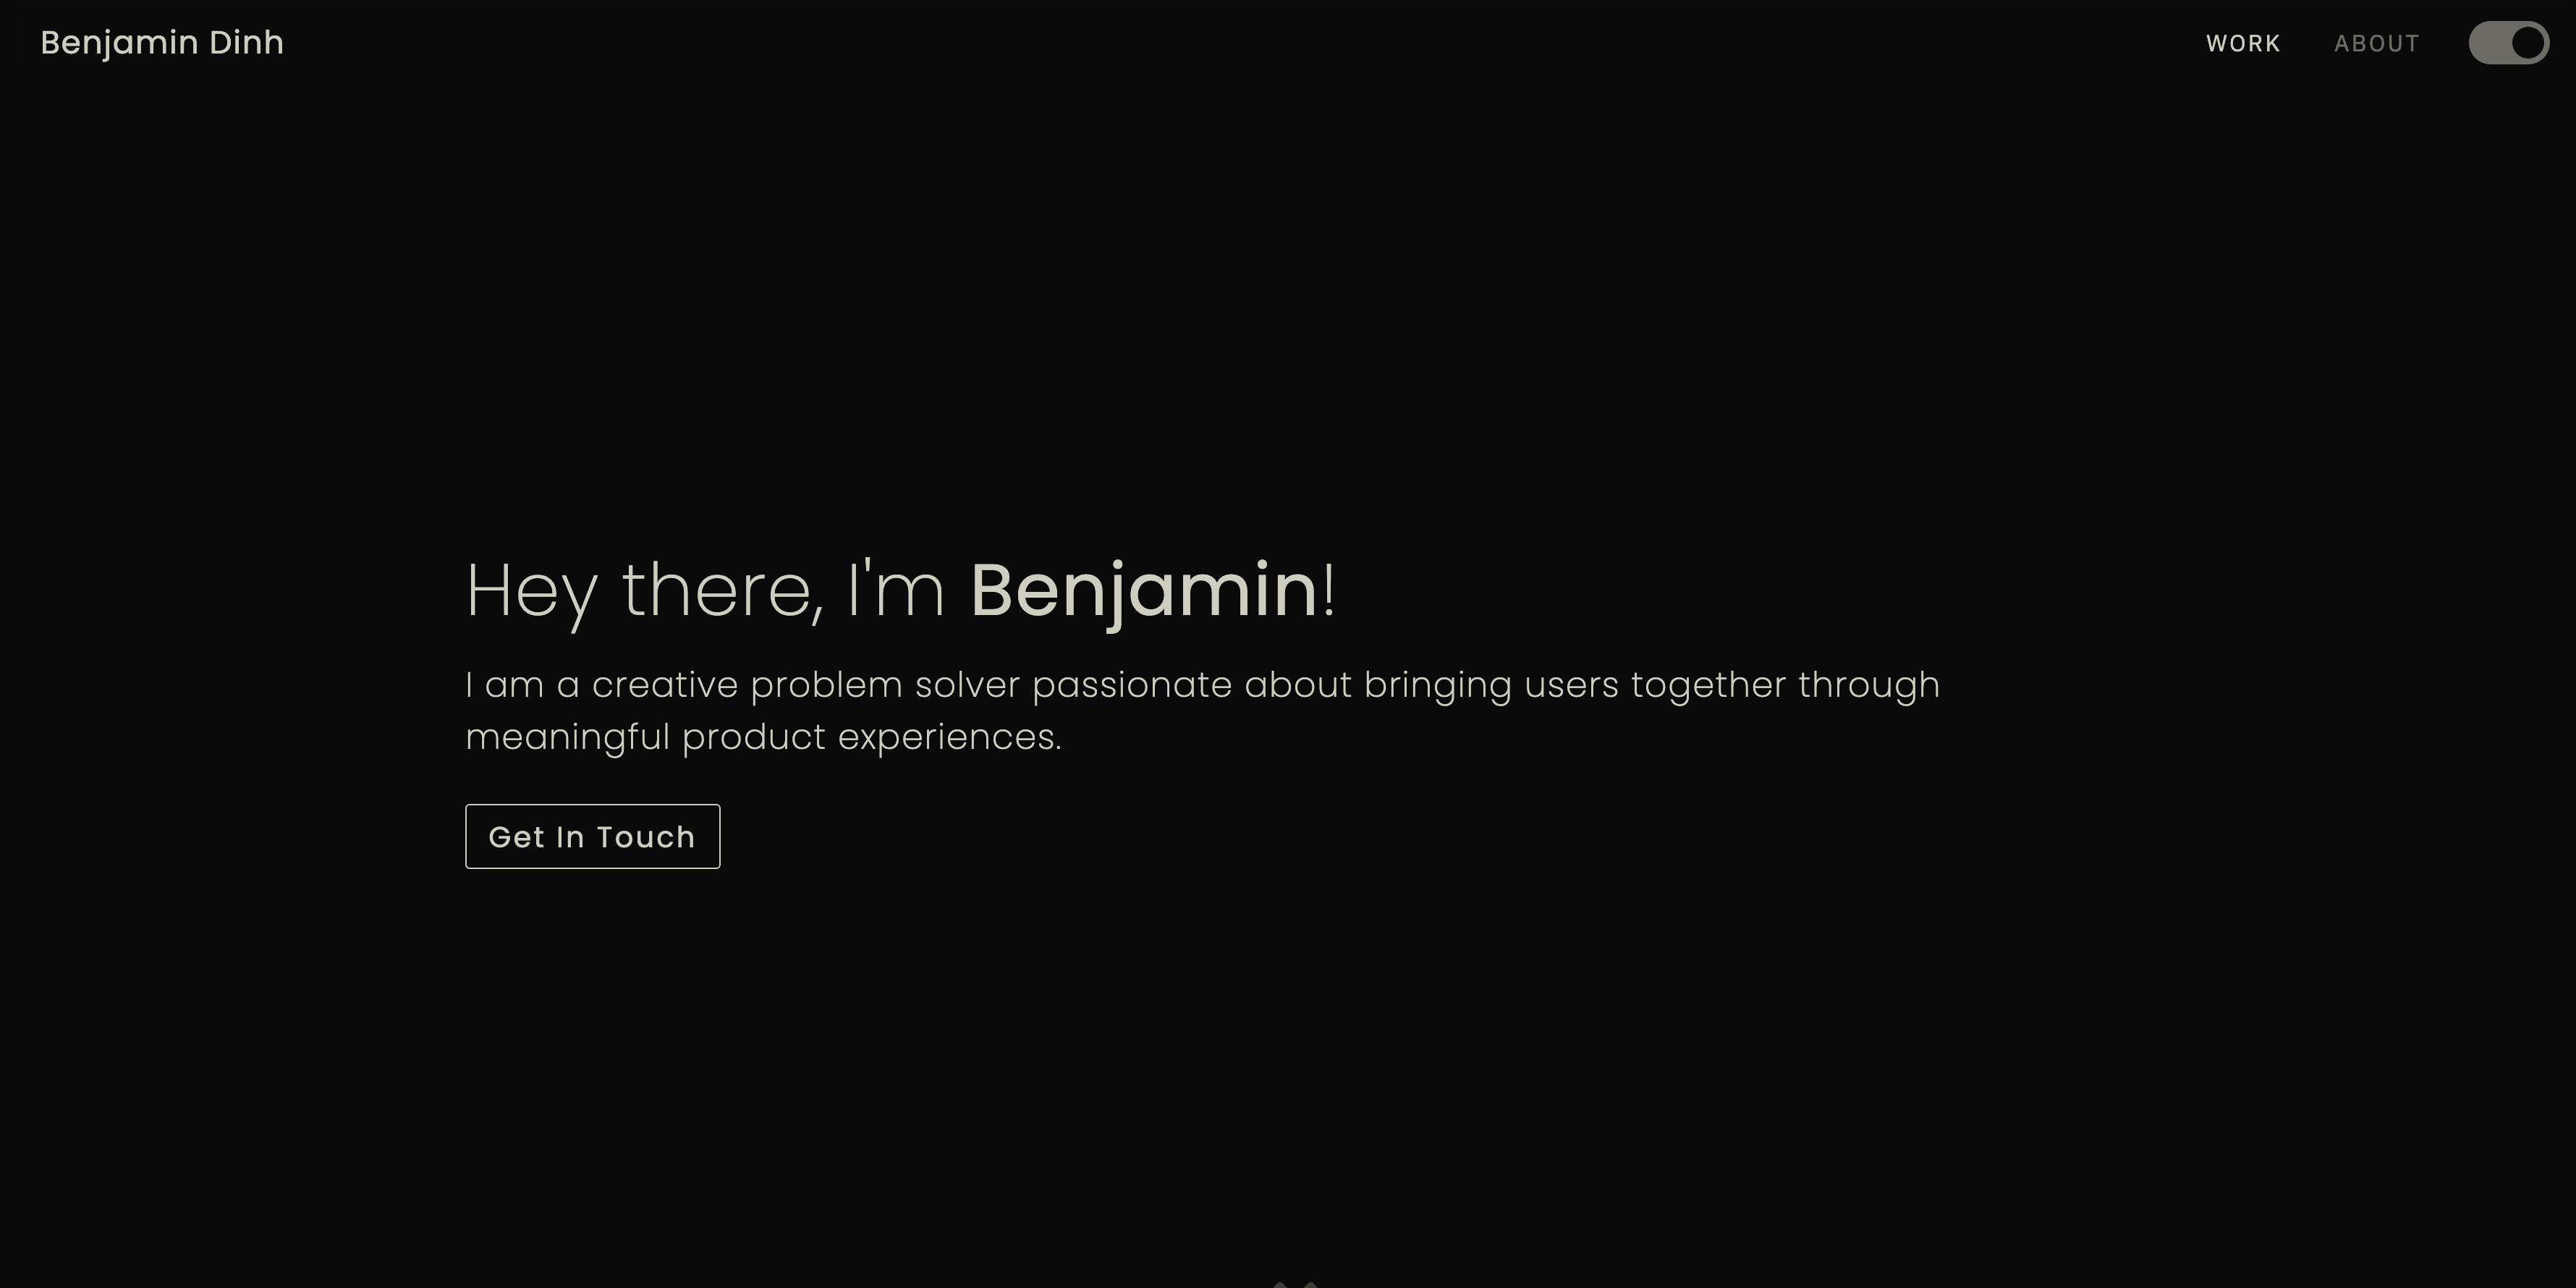 Benjamin Dinh
WORK
ABOUT
Hey there, I'm Benjamin!
I am a creative problem solver passionate about bringing users together through
meaningful product experiences.
Get In Touch